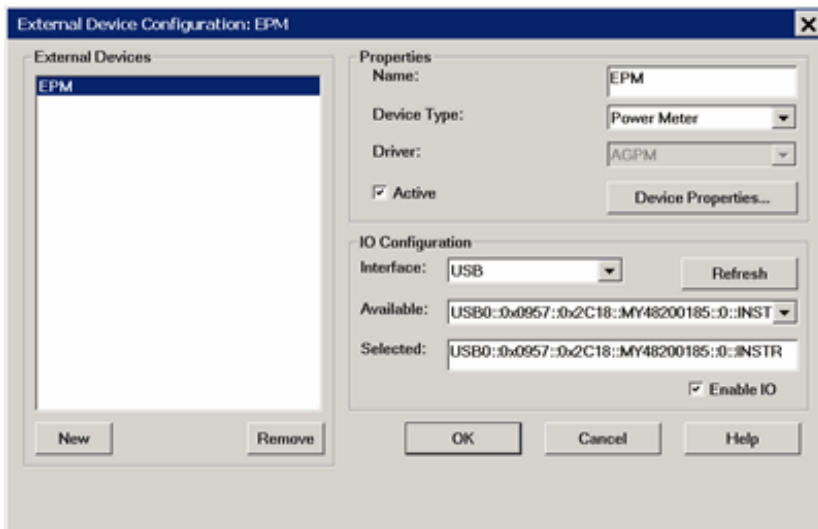 External Device Configuration: EPM
External Devices
EPM
New
Remove
Properties
Name:
EPM
Device Type:
Power Meter
Driver:
AGPM
Active
Device Properties...
IO Configuration
Interface:
USB
Refresh
Available:
USB0::0x0957::0x2C18::MY48200185::0::INST
Selected:
USB0::0x0957::0x2C18::MY48200185::0::INSTR
Enable IO
OK
Cancel
Help